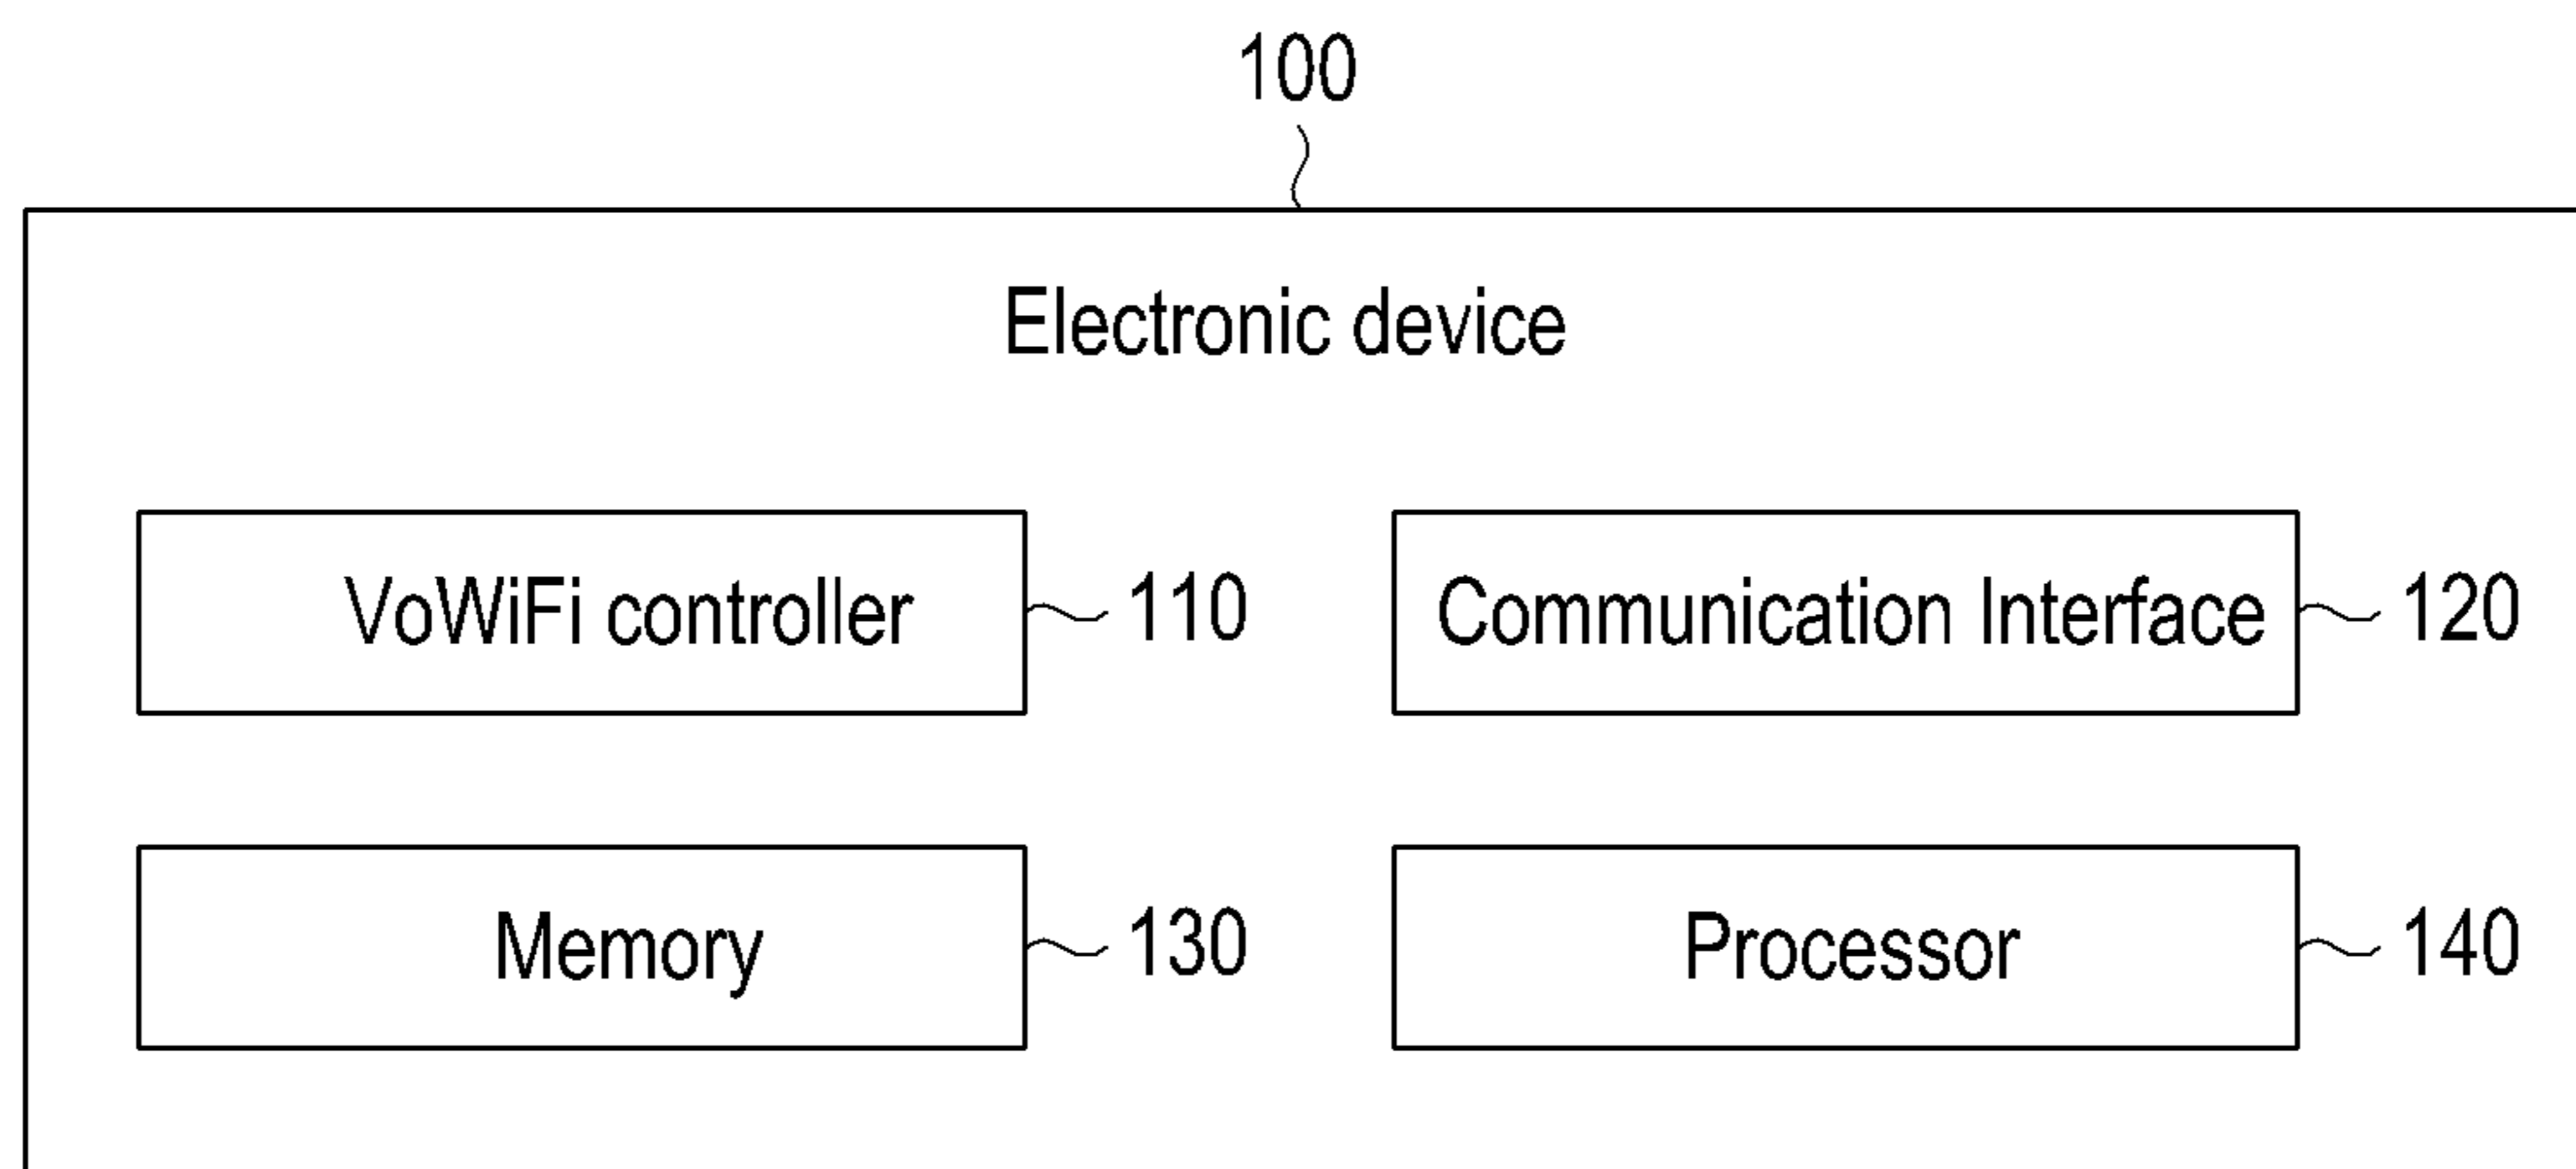 100
Electronic device
VoWiFi controller 110 Communication Interface 120
Memory 130 Processor 140